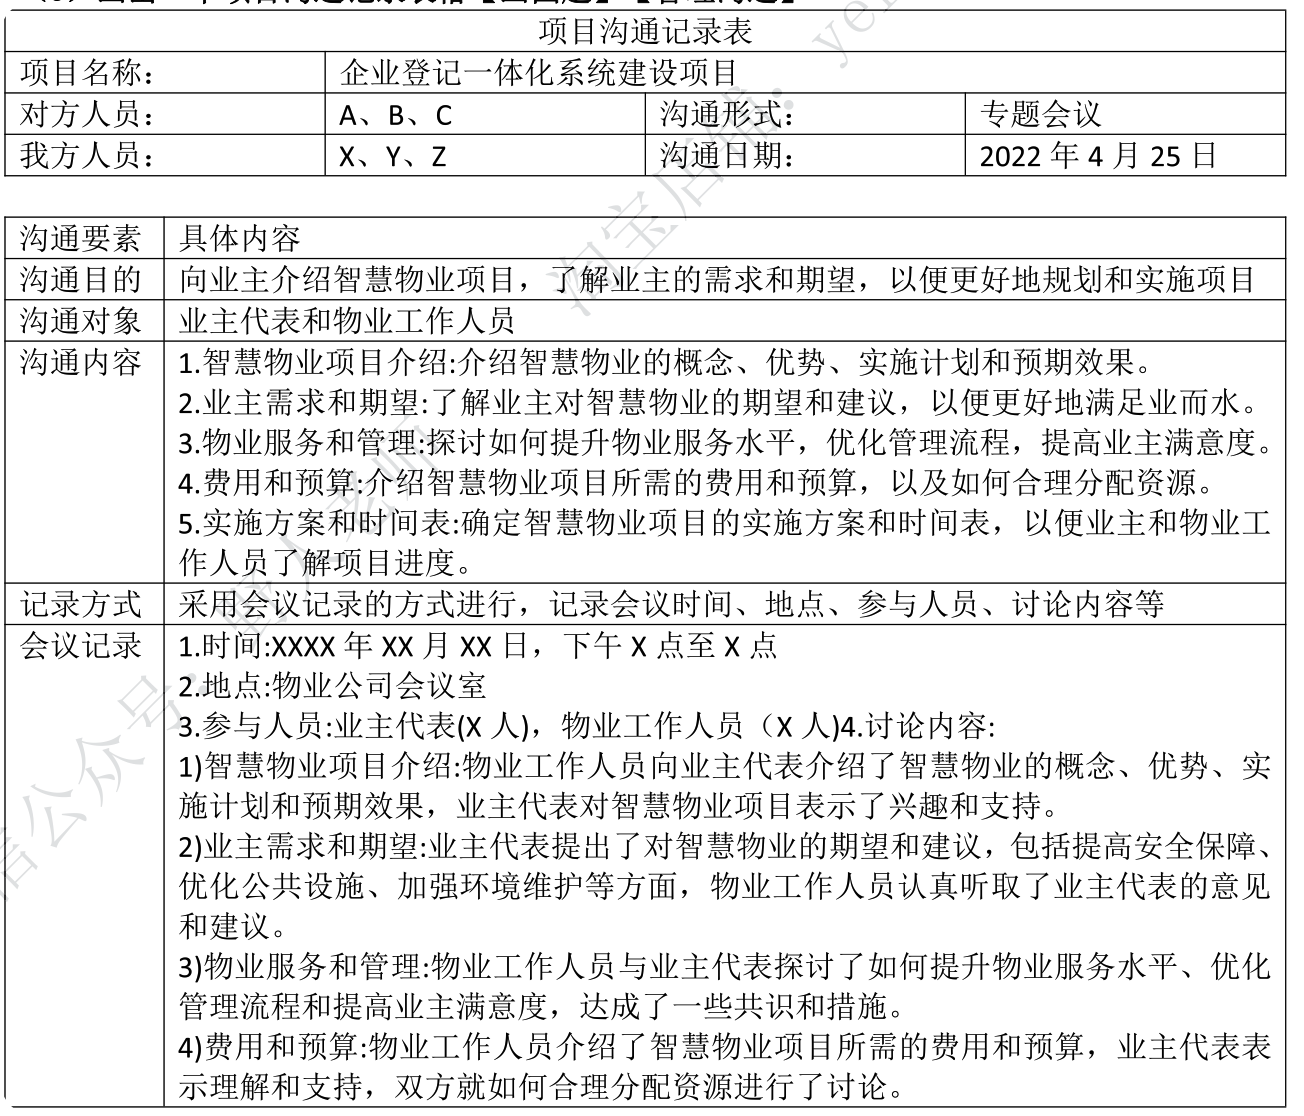 项目沟通记录表
项目名称： 企业登记一体化系统建设项目
对方人员： A、B、C 沟通形式： 专题会议
我方人员： X、Y、Z 沟通日期： 2022 年 4 月 25 日
沟通要素 具体内容
沟通目的 向业主介绍智慧物业项目，了解业主的需求和期望，以便更好地规划和实施项目
沟通对象 业主代表和物业工作人员
沟通内容 1.智慧物业项目介绍:介绍智慧物业的概念、优势、实施计划和预期效果。
2.业主需求和期望:了解业主对智慧物业的期望和建议，以便更好地满足业而水。
3.物业服务和管理:探讨如何提升物业服务水平，优化管理流程，提高业主满意度。
4.费用和预算:介绍智慧物业项目所需的费用和预算，以及如何合理分配资源。
5.实施方案和时间表:确定智慧物业项目的实施方案和时间表，以便业主和物业工
作人员了解项目进度。
记录方式 采用会议记录的方式进行，记录会议时间、地点、参与人员、讨论内容等
会议记录 1.时间:XXXX 年 XX 月 XX 日，下午 X 点至 X 点
2.地点:物业公司会议室
3.参与人员:业主代表(X 人)，物业工作人员（X 人)4.讨论内容:
1)智慧物业项目介绍:物业工作人员向业主代表介绍了智慧物业的概念、优势、实
施计划和预期效果，业主代表对智慧物业项目表示了兴趣和支持。
2)业主需求和期望:业主代表提出了对智慧物业的期望和建议，包括提高安全保障、
优化公共设施、加强环境维护等方面，物业工作人员认真听取了业主代表的意见
和建议。
3)物业服务和管理:物业工作人员与业主代表探讨了如何提升物业服务水平、优化
管理流程和提高业主满意度，达成了一些共识和措施。
4)费用和预算:物业工作人员介绍了智慧物业项目所需的费用和预算，业主代表表
示理解和支持，双方就如何合理分配资源进行了讨论。
淘宝店铺：ye
信公众号：野人老师